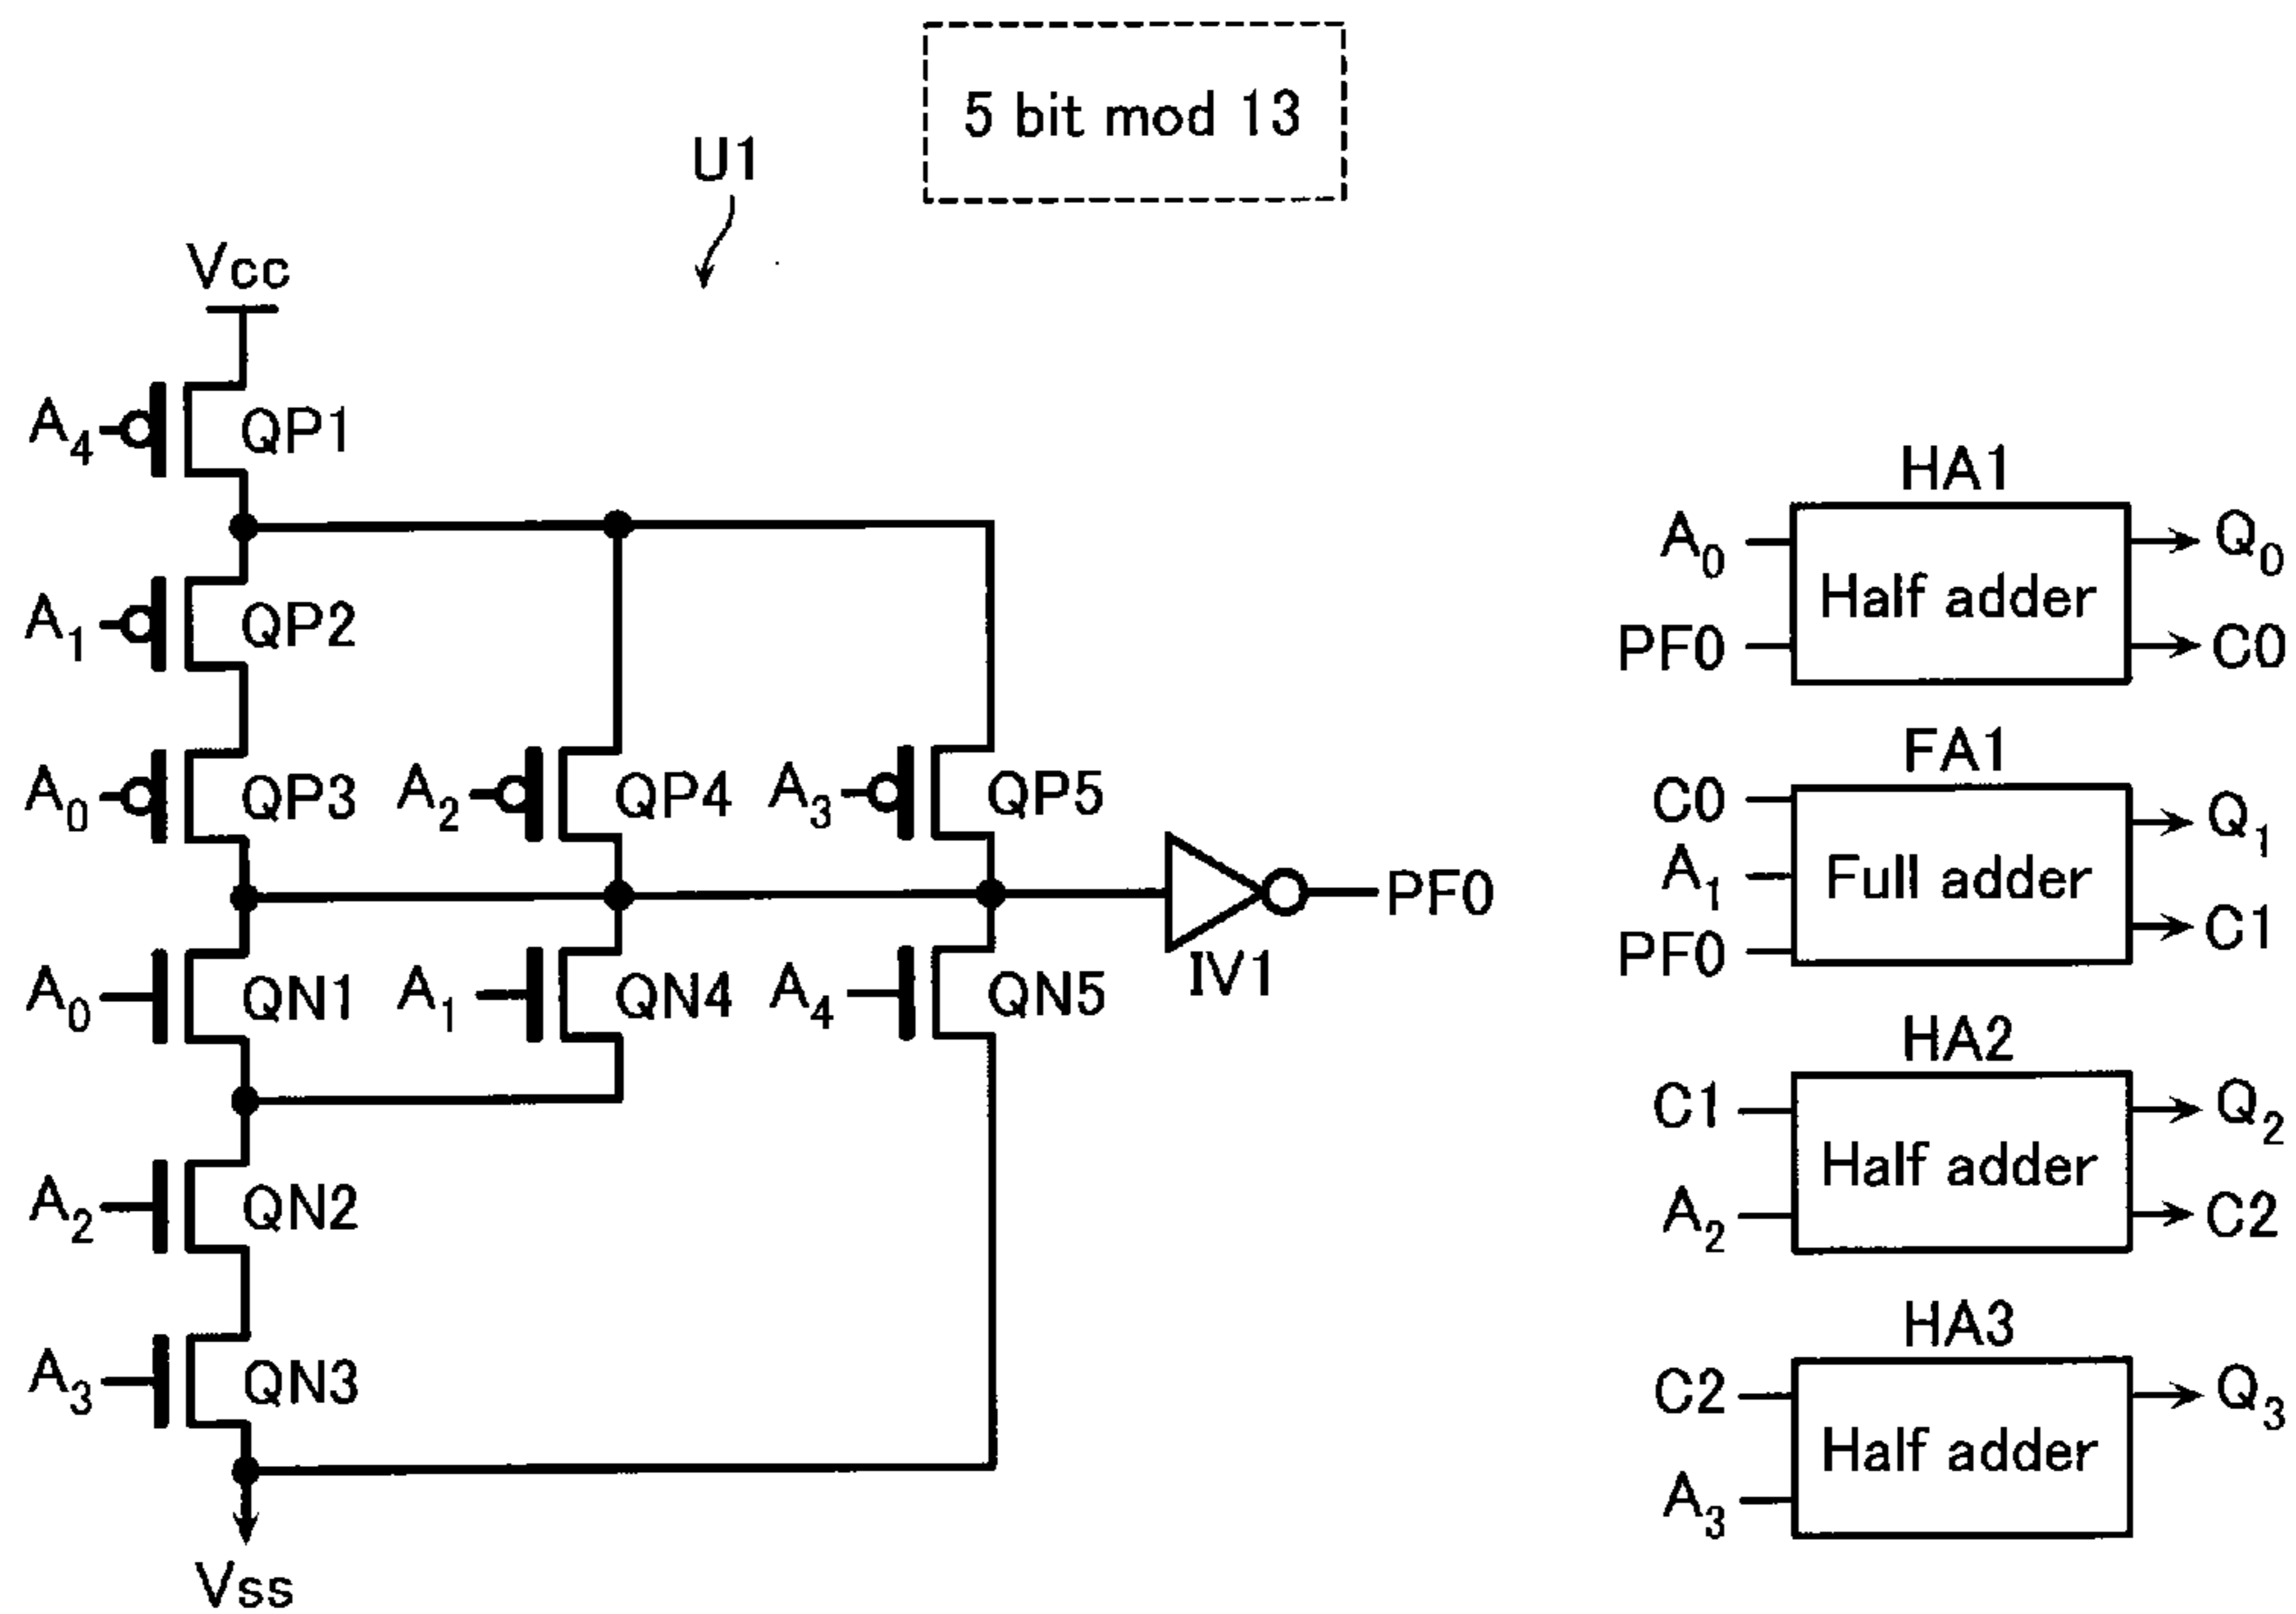 5 bit mod 13
U1
Vcc
A4
QP1
A1
QP2
A0
QP3
A2
QP4
A3
QP5
IV1
PF0
A0
QN1
A1
QN4
A4
QN5
A2
QN2
A3
QN3
Vss
HA1
A0
PF0
Half adder
Q0
C0
FA1
C0
A1
PF0
Full adder
Q1
C1
HA2
C1
A2
Half adder
Q2
C2
HA3
C2
A3
Half adder
Q3